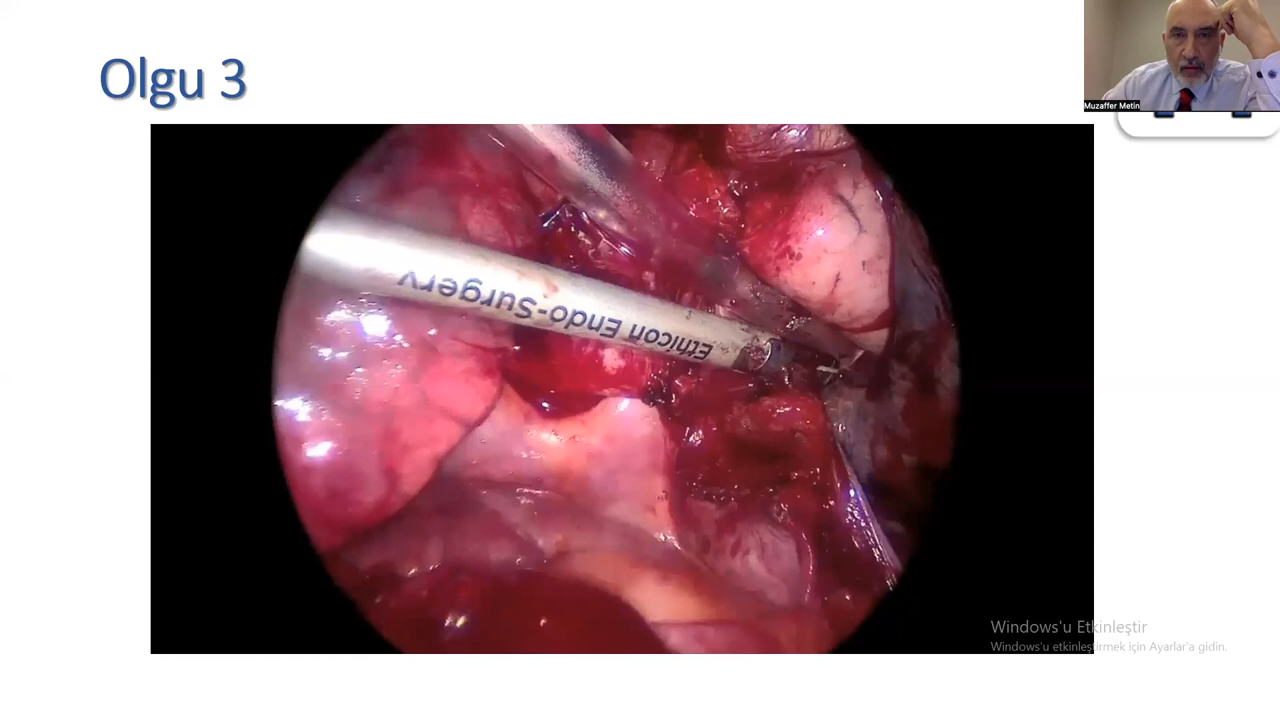 Olgu 3
Muzaffer Metin
Ethicon Endo-Surgery
Windows'u Etkinleştir
Windows'u etkinleştirmek için Ayarlar'a gidin.